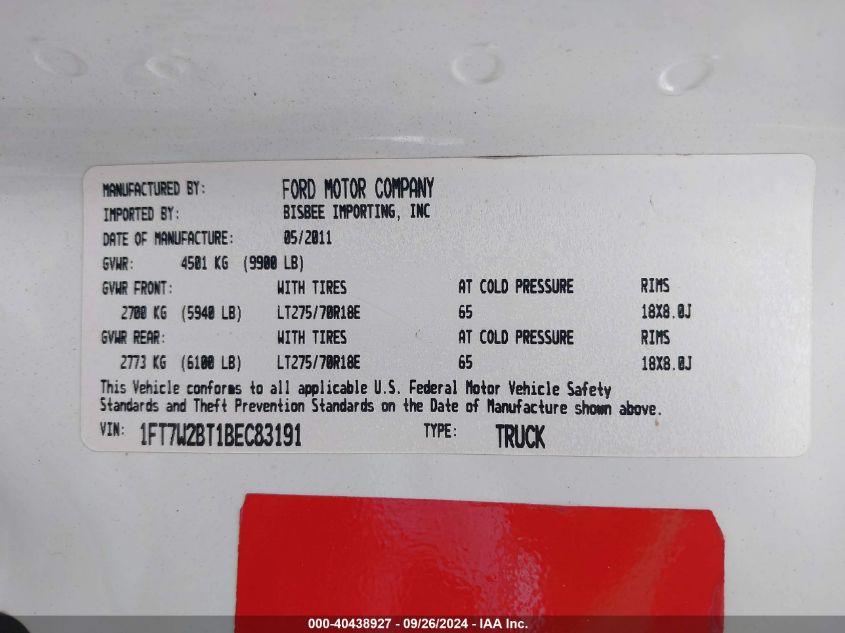 MANUFACTURED BY: FORD MOTOR COMPANY
IMPORTED BY: BISBEE IMPORTING, INC
DATE OF MANUFACTURE: 05/2011
GVWR: 4501 KG (9900 LB)
GVWR FRONT: WITH TIRES AT COLD PRESSURE RIMS
2700 KG (5940 LB) LT275/70R18E 65 18X8.0J
GVWR REAR: WITH TIRES AT COLD PRESSURE RIMS
2773 KG (6100 LB) LT275/70R18E 65 18X8.0J
This Vehicle conforms to all applicable U.S. Federal Motor Vehicle Safety
Standards and Theft Prevention Standards on the Date of Manufacture shown above.
VIN: 1FT7W2BT1BEC83191 TYPE: TRUCK
000-40438927 - 09/26/2024 - IAA Inc.